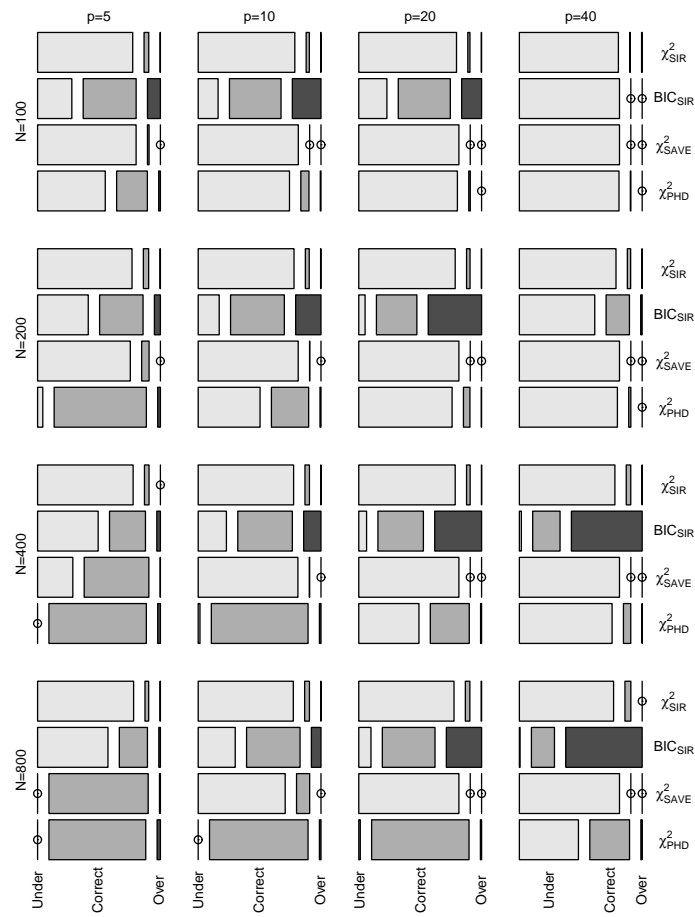 p=5 p=10 p=20 p=40
N=100
χ²SIR
BICSIR
χ²SAVE
χ²PHD
N=200
χ²SIR
BICSIR
χ²SAVE
χ²PHD
N=400
χ²SIR
BICSIR
χ²SAVE
χ²PHD
N=800
χ²SIR
BICSIR
χ²SAVE
χ²PHD
Under Correct Over Under Correct Over Under Correct Over Under Correct Over